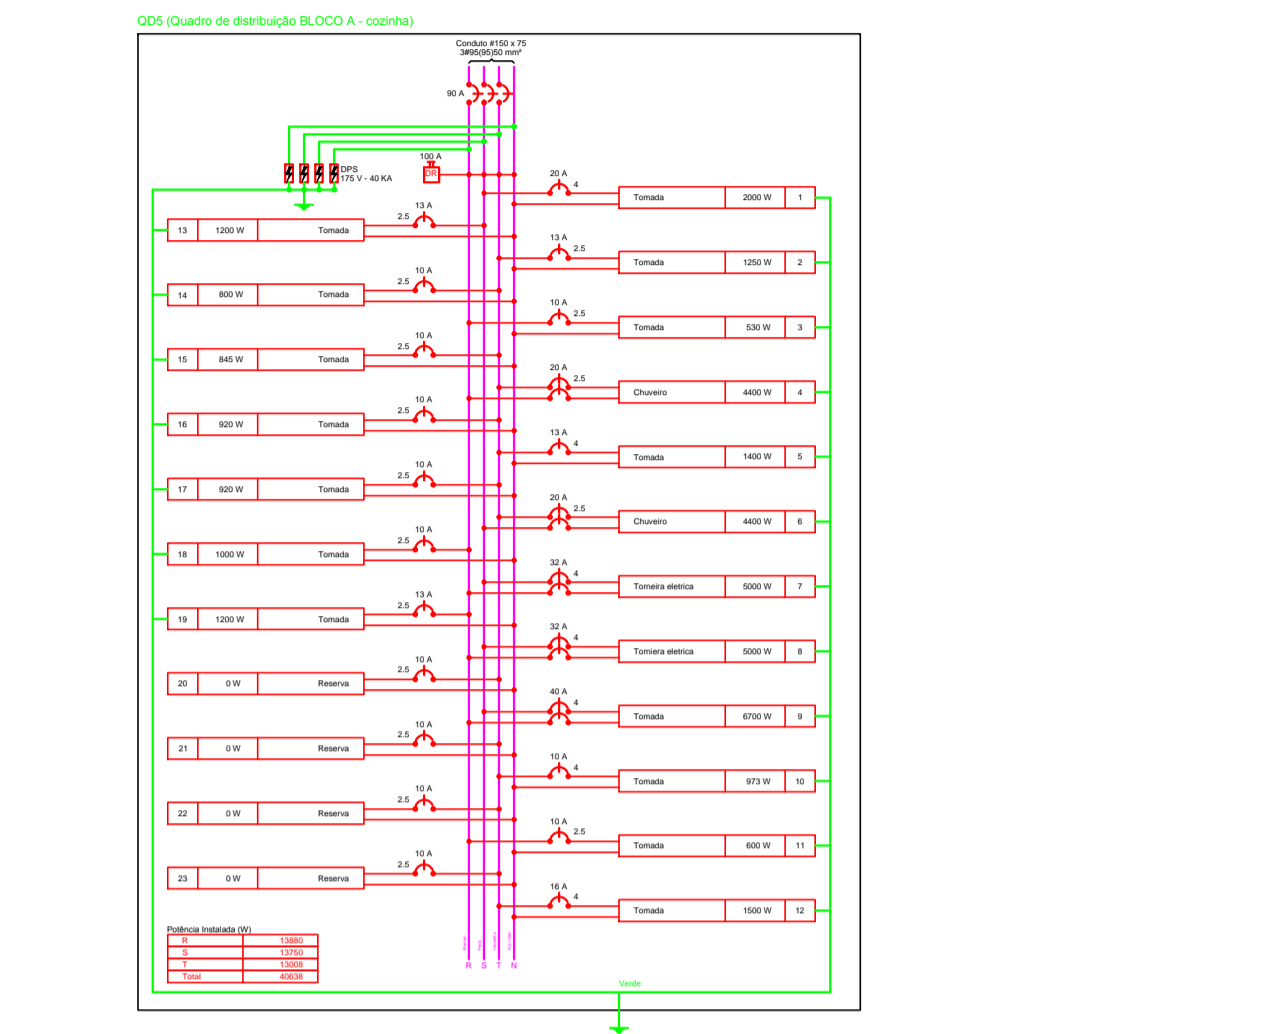 QD5 (Quadro de distribuição BLOCO A - cozinha)
Conduto #150 x 75
3#95(95)50 mm²
90 A
DPS
175 V - 40 KA
100 A
DR
20 A
4
Tomada 2000 W 1
13 1200 W Tomada
2.5
13 A
13 A
2.5
Tomada 1250 W 2
14 800 W Tomada
2.5
10 A
10 A
2.5
Tomada 530 W 3
15 845 W Tomada
2.5
10 A
20 A
2.5
Chuveiro 4400 W 4
16 920 W Tomada
2.5
10 A
13 A
4
Tomada 1400 W 5
17 920 W Tomada
2.5
10 A
20 A
2.5
Chuveiro 4400 W 6
18 1000 W Tomada
2.5
10 A
32 A
4
Torneira eletrica 5000 W 7
19 1200 W Tomada
2.5
13 A
32 A
4
Torniera eletrica 5000 W 8
20 0 W Reserva
2.5
10 A
40 A
4
Tomada 6700 W 9
21 0 W Reserva
2.5
10 A
10 A
4
Tomada 973 W 10
22 0 W Reserva
2.5
10 A
10 A
2.5
Tomada 600 W 11
23 0 W Reserva
2.5
10 A
16 A
4
Tomada 1500 W 12
Potência Instalada (W)
R 13880
S 13750
T 13008
Total 40638
R S T N
Verde